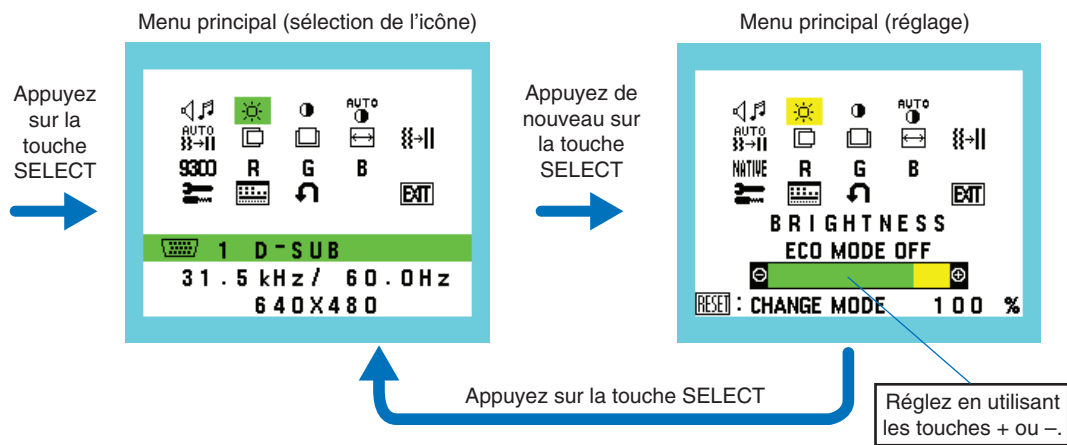 Menu principal (sélection de l'icône)
Menu principal (réglage)
Appuyez
sur la
touche
SELECT
AUTO
AUTO
9300 R G B
EXIT
1 D-SUB
31.5 kHz/ 60.0Hz
640X480
Appuyez de
nouveau sur
la touche
SELECT
AUTO
AUTO
NATIVE R G B
EXIT
BRIGHTNESS
ECO MODE OFF
RESET : CHANGE MODE 100 %
Appuyez sur la touche SELECT
Réglez en utilisant
les touches + ou –.